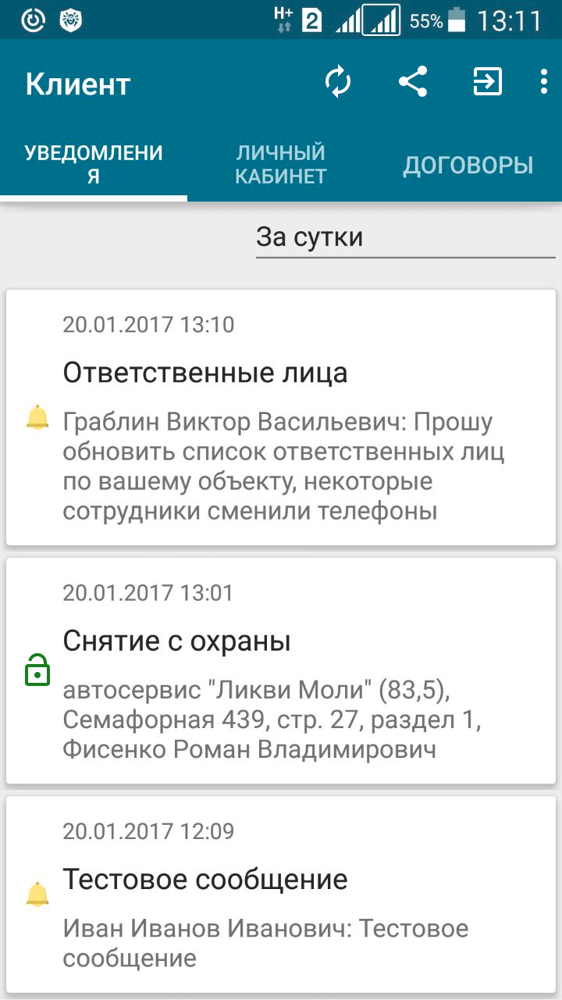 H+ 2 55% 13:11
Клиент
УВЕДОМЛЕНИ
Я
ЛИЧНЫЙ
КАБИНЕТ
ДОГОВОРЫ
За сутки
20.01.2017 13:10
Ответственные лица
Граблин Виктор Васильевич: Прошу
обновить список ответственных лиц
по вашему объекту, некоторые
сотрудники сменили телефоны
20.01.2017 13:01
Снятие с охраны
автосервис "Ликви Моли" (83,5),
Семафорная 439, стр. 27, раздел 1,
Фисенко Роман Владимирович
20.01.2017 12:09
Тестовое сообщение
Иван Иванов Иванович: Тестовое
сообщение